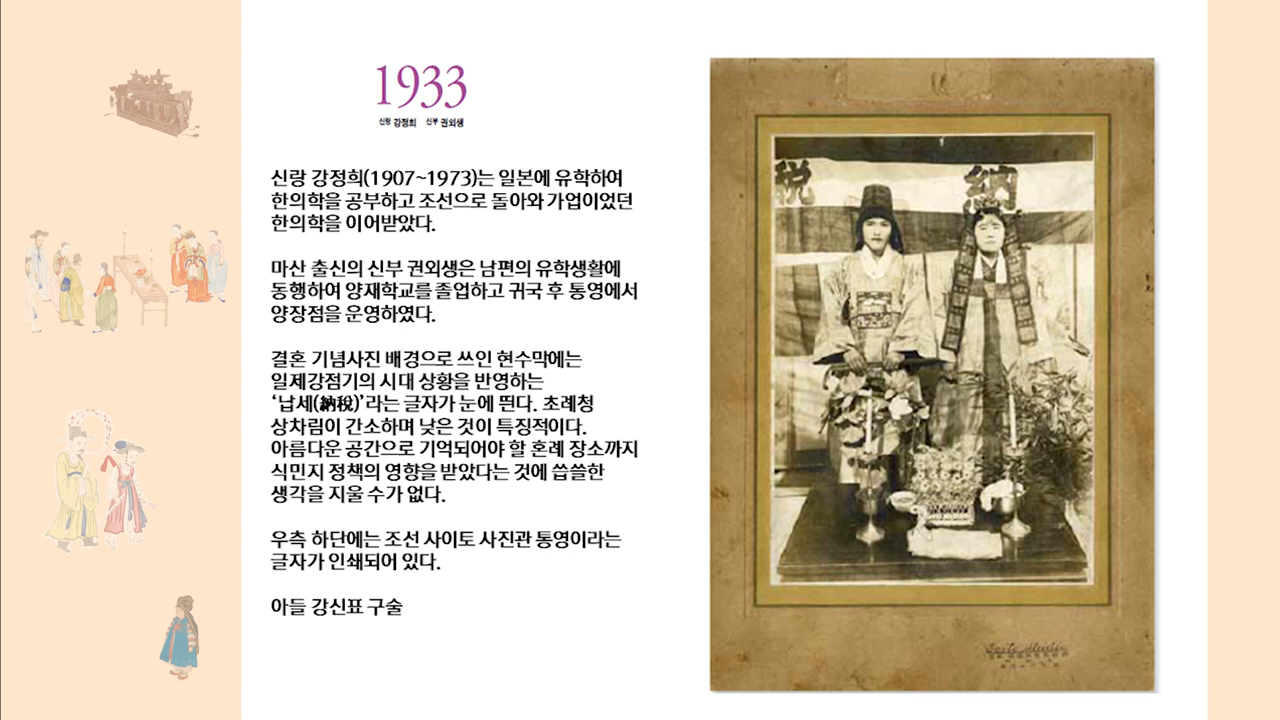 1933
신랑 강정희 신부 권외생
신랑 강정희(1907~1973)는 일본에 유학하여
한의학을 공부하고 조선으로 돌아와 가업이었던
한의학을 이어받았다.
마산 출신의 신부 권외생은 남편의 유학생활에
동행하여 양재학교를 졸업하고 귀국 후 통영에서
양장점을 운영하였다.
결혼 기념사진 배경으로 쓰인 현수막에는
일제강점기의 시대 상황을 반영하는
‘납세(納稅)’라는 글자가 눈에 띈다. 초례청
상차림이 간소하며 낮은 것이 특징적이다.
아름다운 공간으로 기억되어야 할 혼례 장소까지
식민지 정책의 영향을 받았다는 것에 씁쓸한
생각을 지울 수가 없다.
우측 하단에는 조선 사이토 사진관 통영이라는
글자가 인쇄되어 있다.
아들 강신표 구술
稅 納